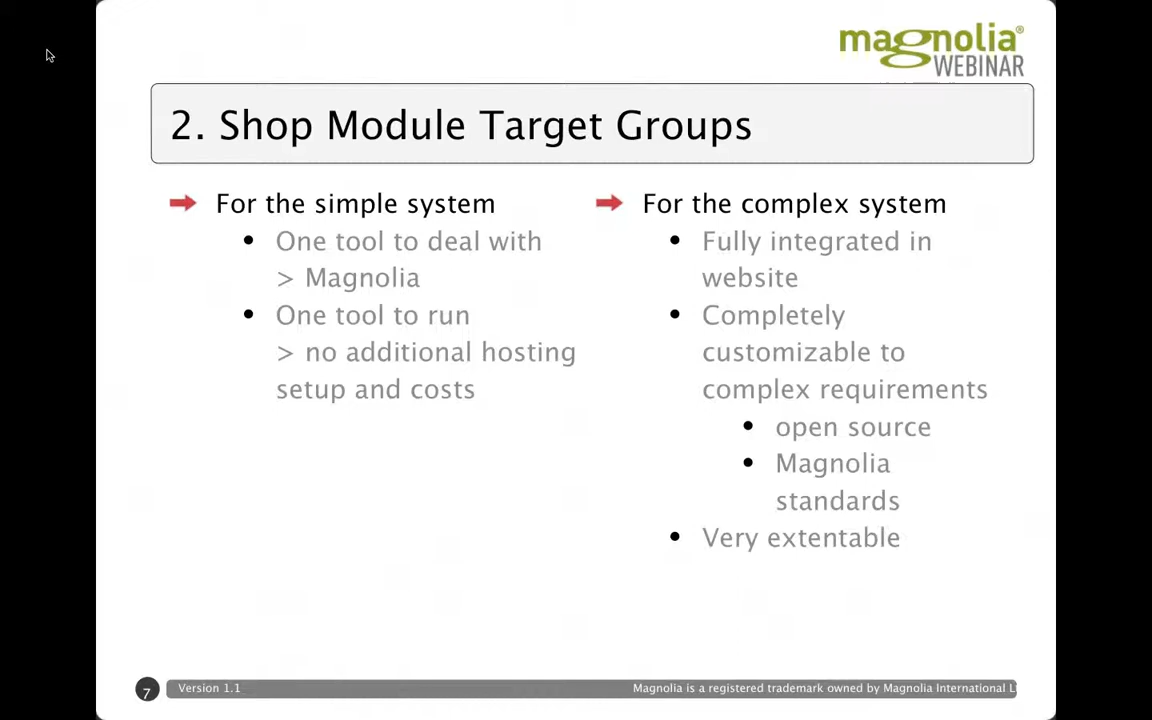 magnolia®
WEBINAR
2. Shop Module Target Groups
For the simple system
One tool to deal with
> Magnolia
One tool to run
> no additional hosting
setup and costs
For the complex system
Fully integrated in
website
Completely
customizable to
complex requirements
open source
Magnolia
standards
Very extentable
7
Version 1.1
Magnolia is a registered trademark owned by Magnolia International